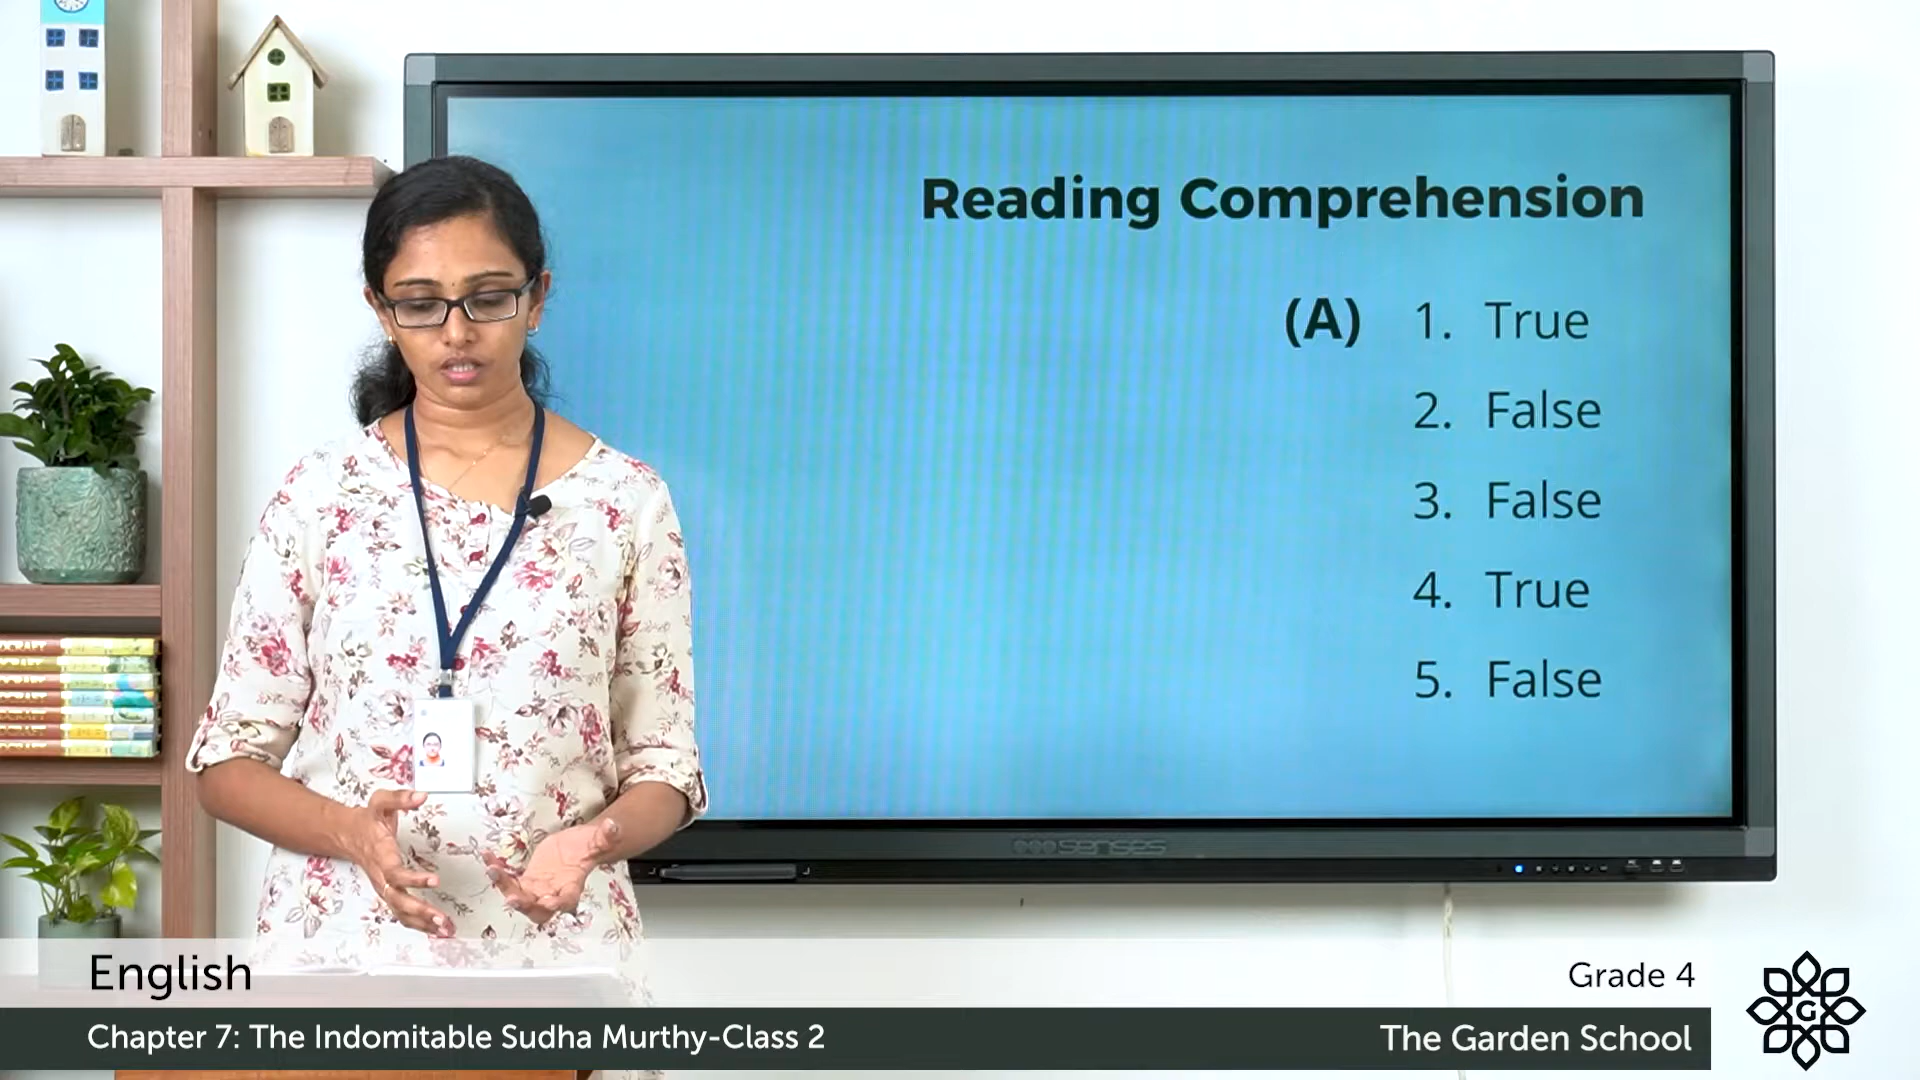 Reading Comprehension
(A) 1. True
2. False
3. False
4. True
5. False
senses
English
Grade 4
Chapter 7: The Indomitable Sudha Murthy-Class 2
The Garden School
G